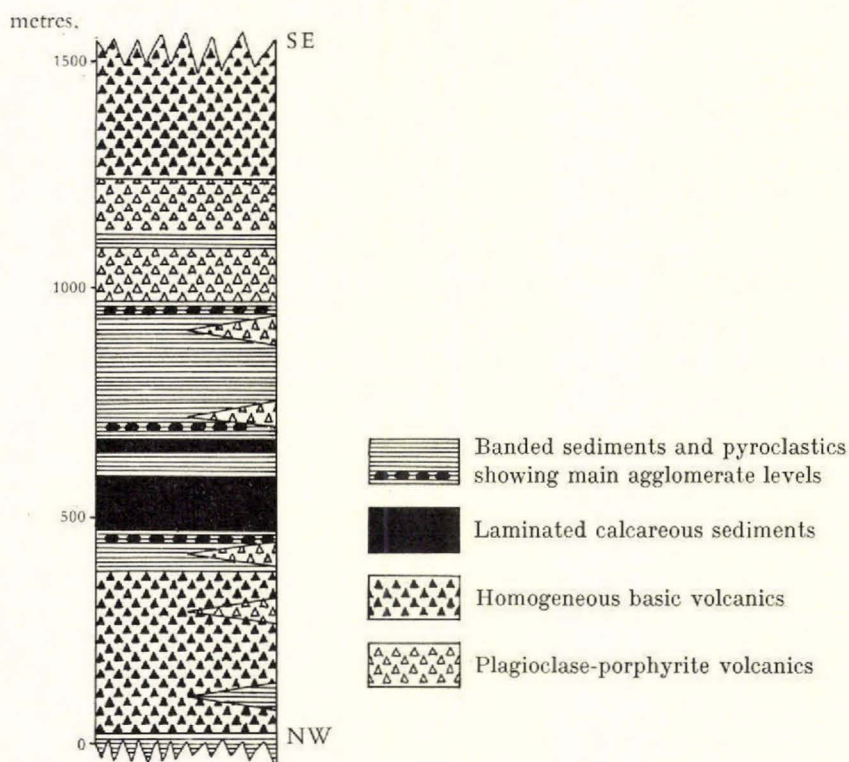 metres.
SE
1500
1000
500
0
NW
Banded sediments and pyroclastics
showing main agglomerate levels
Laminated calcareous sediments
Homogeneous basic volcanics
Plagioclase-porphyrite volcanics